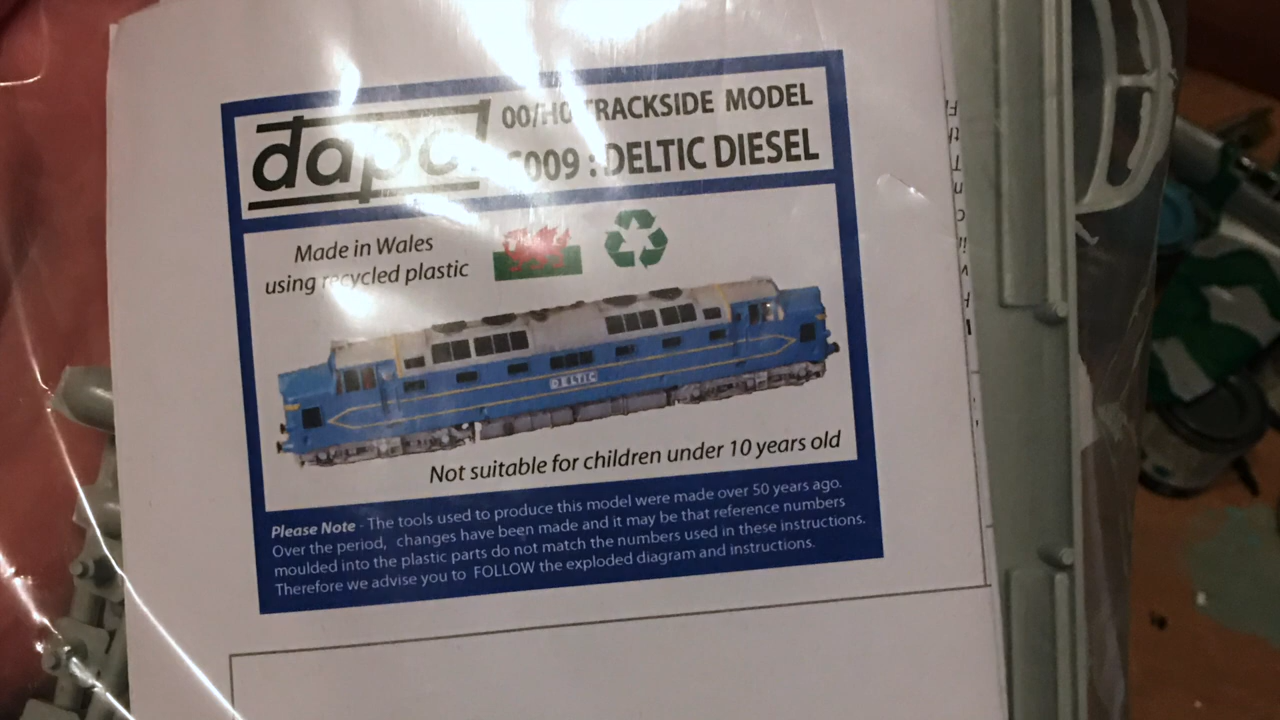 dapol
00/H0 TRACKSIDE MODEL
009 : DELTIC DIESEL
Made in Wales
using recycled plastic
DELTIC
Not suitable for children under 10 years old
Please Note - The tools used to produce this model were made over 50 years ago.
Over the period, changes have been made and it may be that reference numbers
moulded into the plastic parts do not match the numbers used in these instructions.
Therefore we advise you to FOLLOW the exploded diagram and instructions.